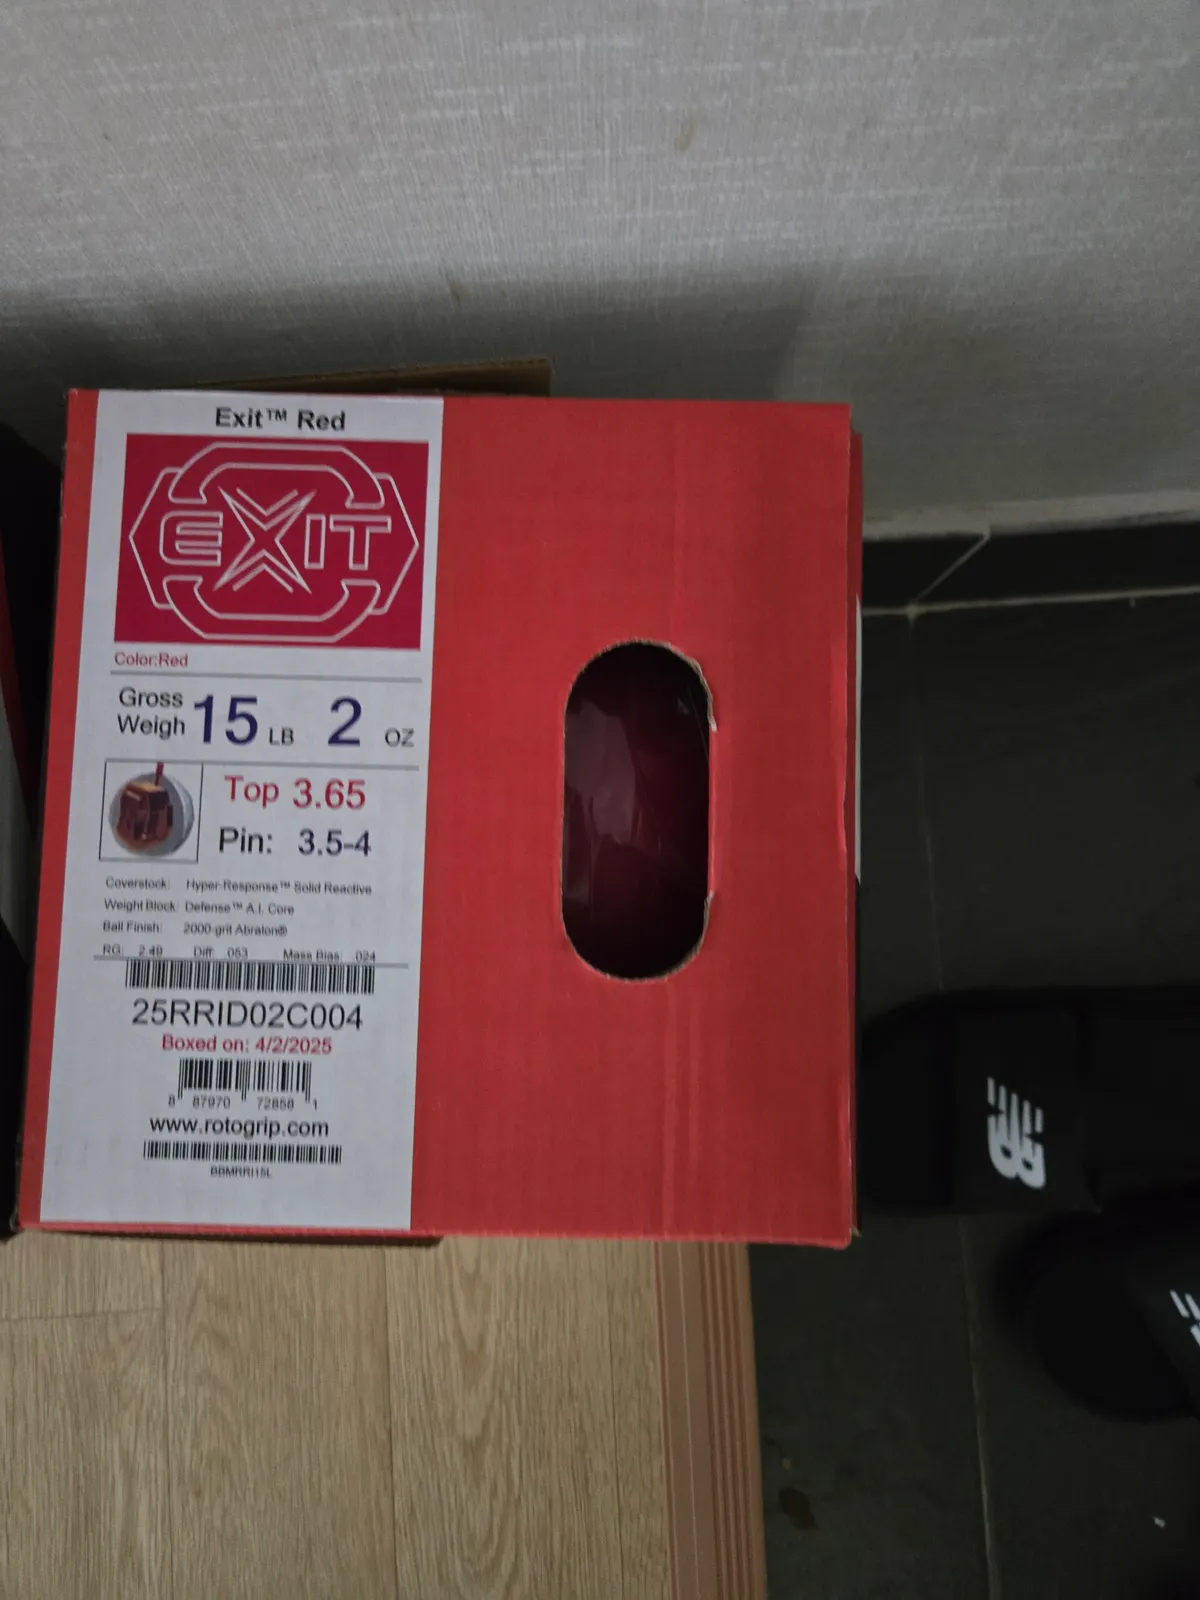 Exit™ Red
EXIT
Color:Red
Gross Weigh 15 LB 2 OZ
Top 3.65
Pin: 3.5-4
Coverstock: Hyper-Response™ Solid Reactive
Weight Block: Defense™ A.I. Core
Ball Finish: 2000-grit Abralon®
RG: 2.49 Diff: .053 Mass Bias: .024
25RRID02C004
Boxed on: 4/2/2025
8 87970 72858 1
www.rotogrip.com
BBMRRI15L
NB